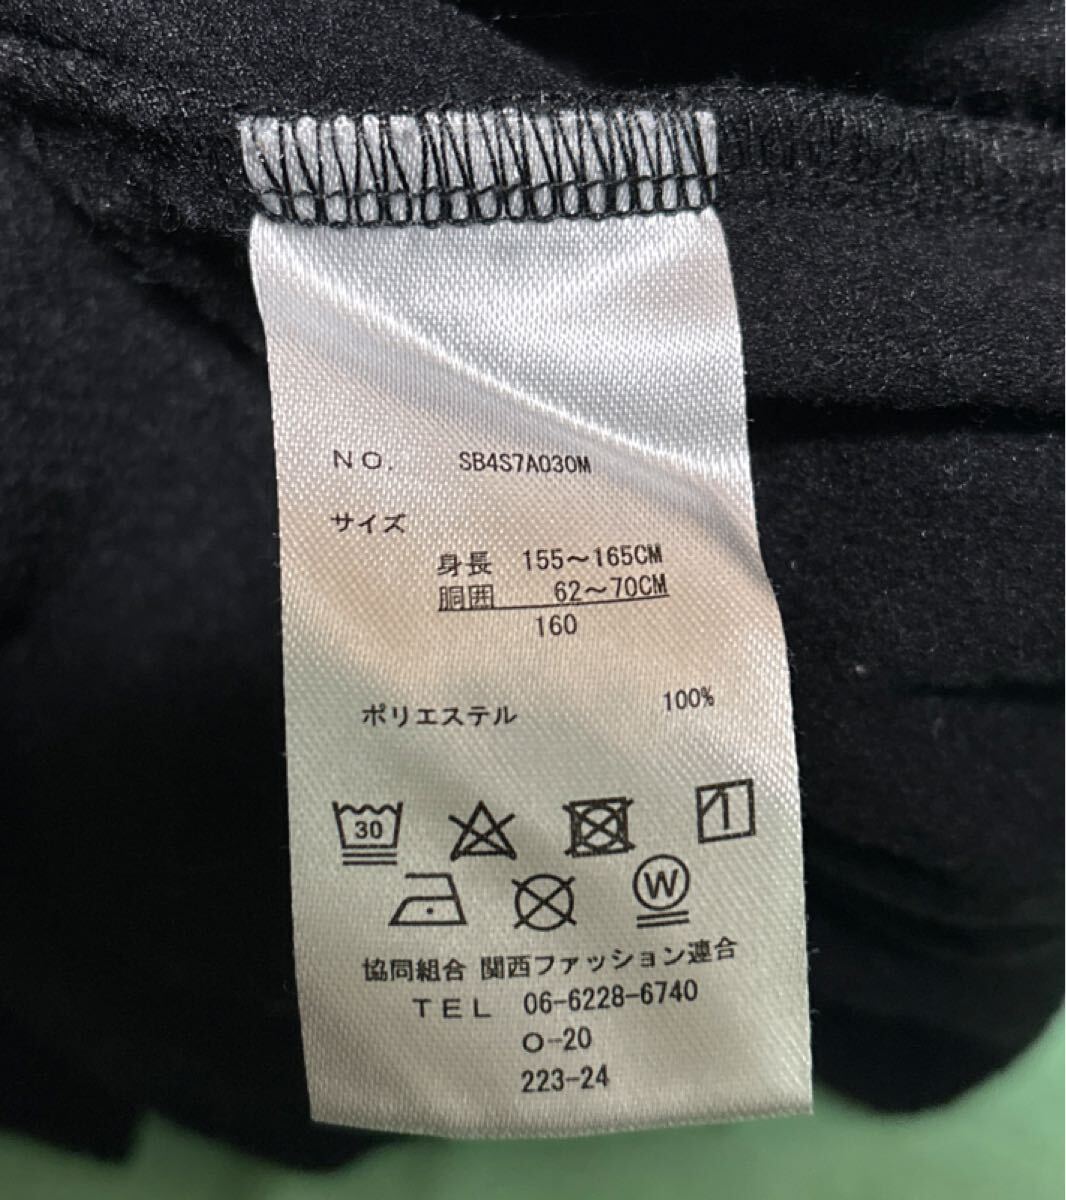 NO. SB4S7A030M
サイズ
身長 155～165CM
胴囲 62～70CM
160
ポリエステル 100%
30
W
協同組合 関西ファッション連合
TEL 06-6228-6740
O-20
223-24